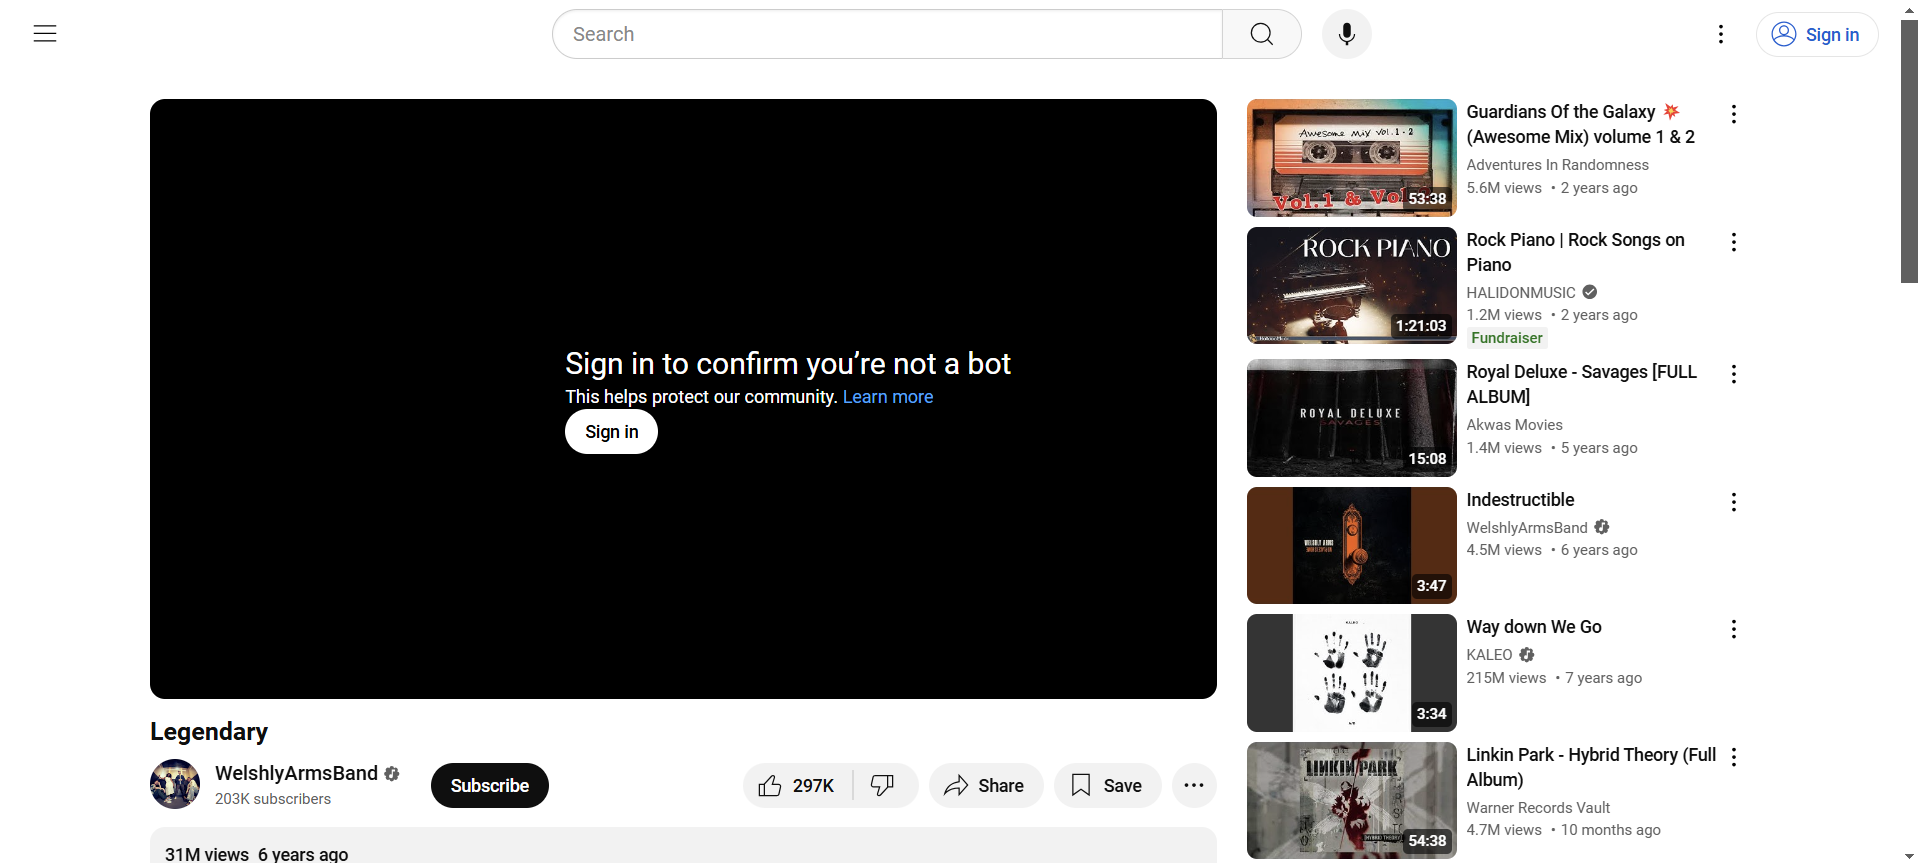 Search
Sign in
Sign in to confirm you’re not a bot
This helps protect our community. Learn more
Sign in
Legendary
WelshlyArmsBand
203K subscribers
Subscribe
297K
Share
Save
31M views 6 years ago
Awesome Mix Vol. 1 - 2
Vol.1 & Vol
53:38
Guardians Of the Galaxy 💥
(Awesome Mix) volume 1 & 2
Adventures In Randomness
5.6M views • 2 years ago
ROCK PIANO
1:21:03
Rock Piano | Rock Songs on
Piano
HALIDONMUSIC
1.2M views • 2 years ago
Fundraiser
ROYAL DELUXE
SAVAGES
15:08
Royal Deluxe - Savages [FULL
ALBUM]
Akwas Movies
1.4M views • 5 years ago
WELSHLY ARMS
3:47
Indestructible
WelshlyArmsBand
4.5M views • 6 years ago
KALEO
A/B
3:34
Way down We Go
KALEO
215M views • 7 years ago
LINKIN PARK
[HYBRID THEORY]
54:38
Linkin Park - Hybrid Theory (Full
Album)
Warner Records Vault
4.7M views • 10 months ago